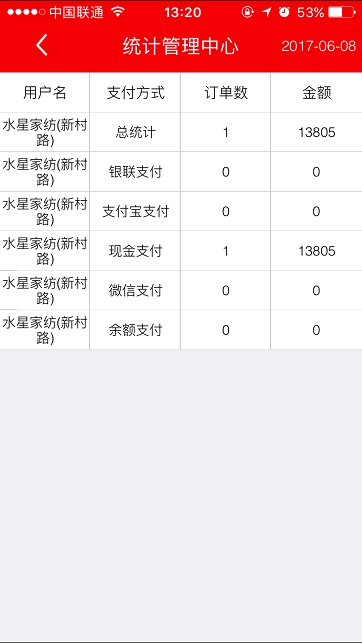 中国联通 13:20 53%
统计管理中心 2017-06-08
用户名 支付方式 订单数 金额
水星家纺(新村
路) 总统计 1 13805
水星家纺(新村
路) 银联支付 0 0
水星家纺(新村
路) 支付宝支付 0 0
水星家纺(新村
路) 现金支付 1 13805
水星家纺(新村
路) 微信支付 0 0
水星家纺(新村
路) 余额支付 0 0